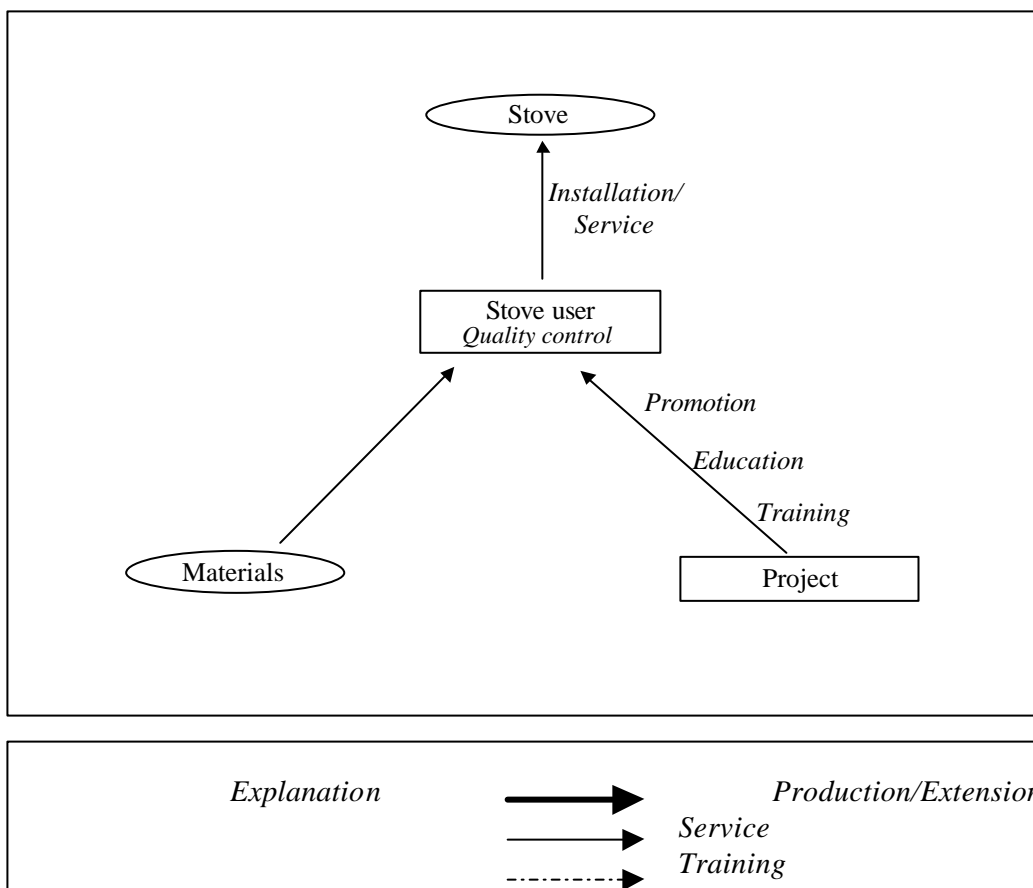 Stove
Installation/
Service
Stove user
Quality control
Promotion
Education
Training
Materials
Project
Explanation
Production/Extension
Service
Training